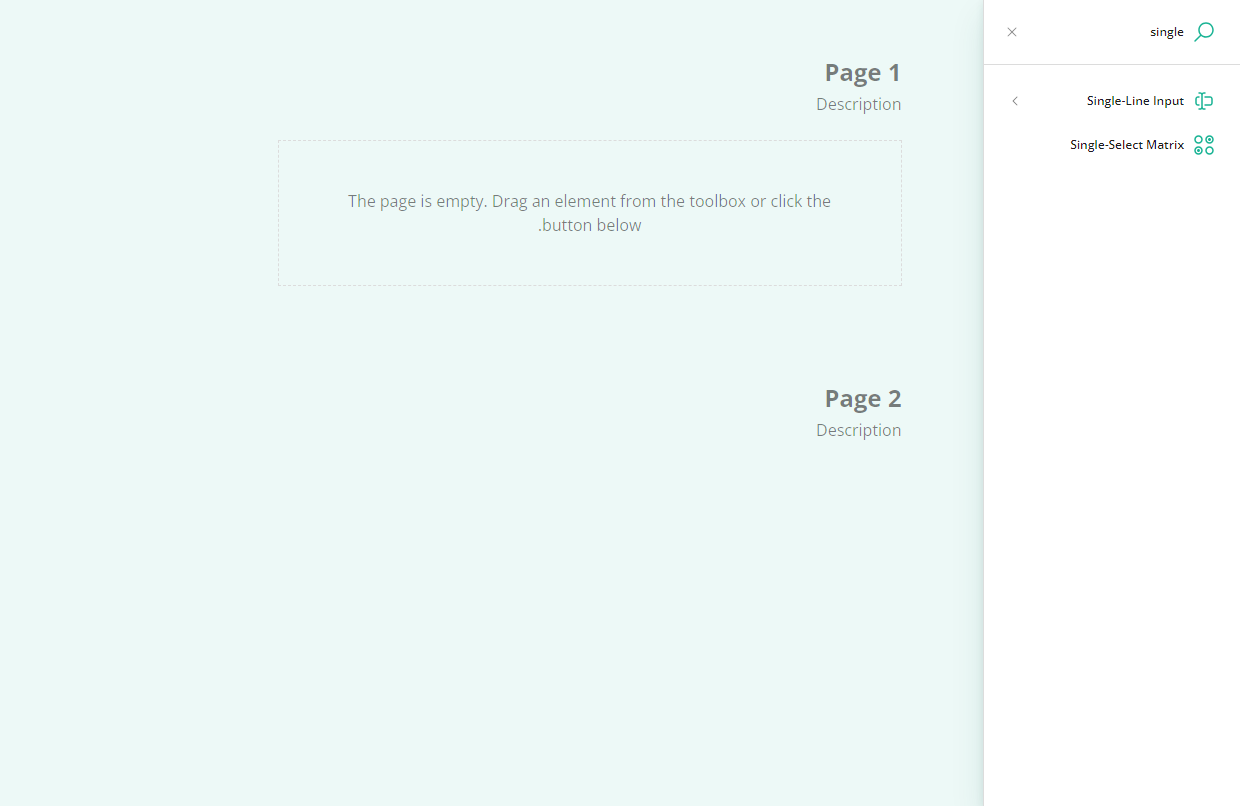 single
Single-Line Input
Single-Select Matrix
Page 1
Description
The page is empty. Drag an element from the toolbox or click the
.button below
Page 2
Description